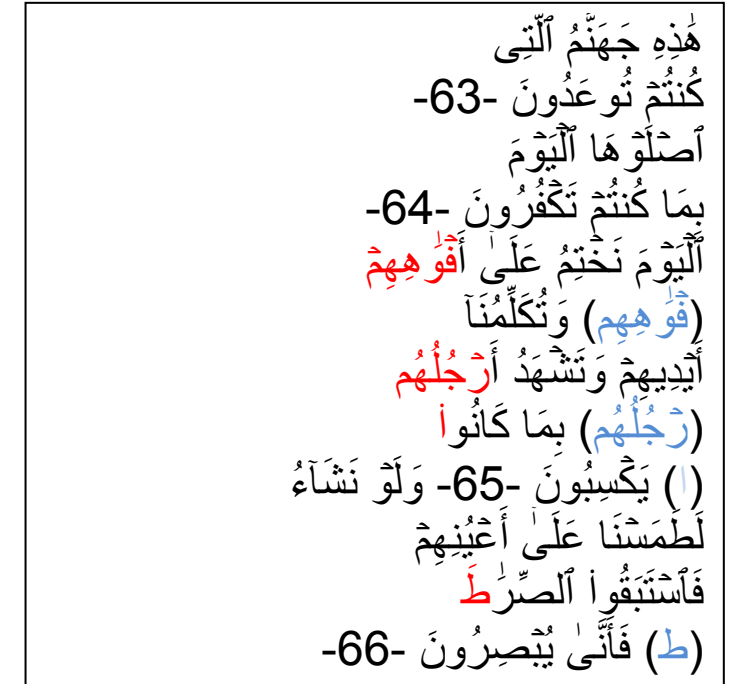 هَٰذِهِ جَهَنَّمُ ٱلَّتِى
كُنتُمۡ تُوعَدُونَ -63-
ٱصۡلَوۡهَا ٱلۡيَوۡمَ
بِمَا كُنتُمۡ تَكۡفُرُونَ -64-
ٱلۡيَوۡمَ نَخۡتِمُ عَلَىٰٓ أَفۡوَٰهِهِمۡ
(فۡوَٰهِهِم) وَتُكَلِّمُنَآ
أَيۡدِيهِمۡ وَتَشۡهَدُ أَرۡجُلُهُم
(رۡجُلُهُم) بِمَا كَانُواْ
(ا) يَكۡسِبُونَ -65- وَلَوۡ نَشَآءُ
لَطَمَسۡنَا عَلَىٰٓ أَعۡيُنِهِمۡ
فَٱسۡتَبَقُواْ ٱلصِّرَٰطَ
(ط) فَأَنَّىٰ يُبۡصِرُونَ -66-